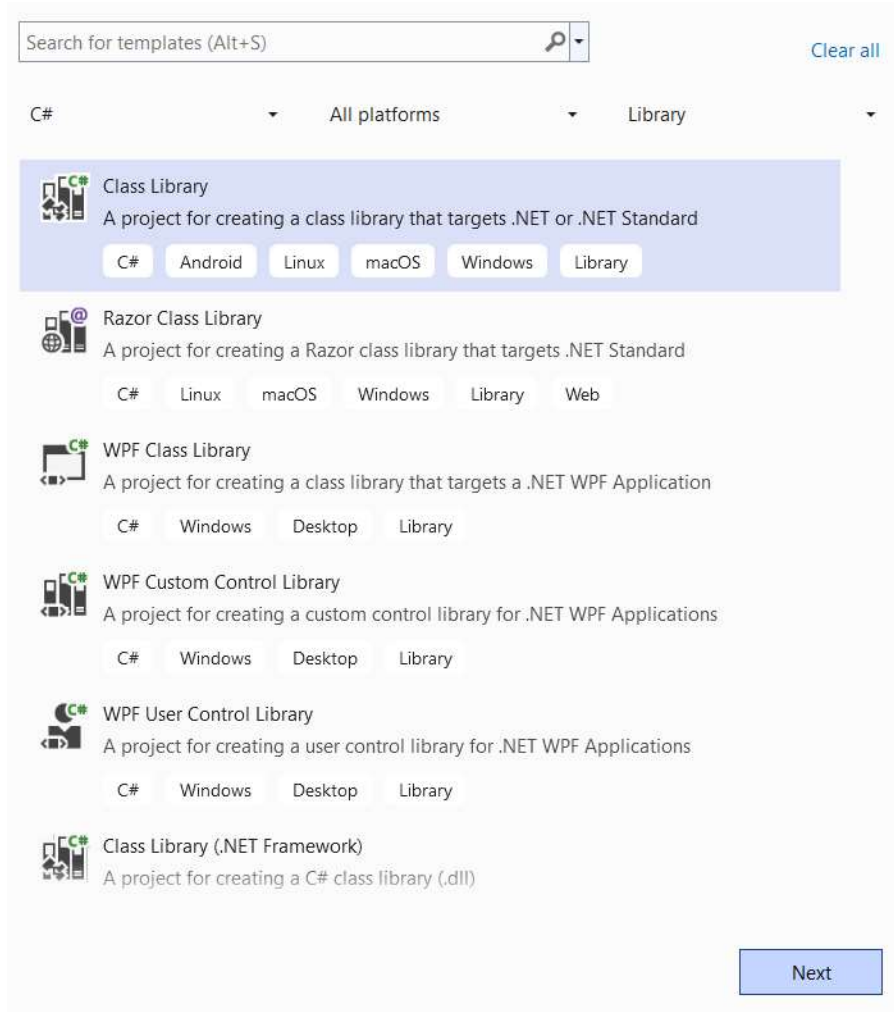 Search for templates (Alt+S)
Clear all
C# All platforms Library
C#
Class Library
A project for creating a class library that targets .NET or .NET Standard
C# Android Linux macOS Windows Library
@
Razor Class Library
A project for creating a Razor class library that targets .NET Standard
C# Linux macOS Windows Library Web
C#
WPF Class Library
A project for creating a class library that targets a .NET WPF Application
C# Windows Desktop Library
C#
WPF Custom Control Library
A project for creating a custom control library for .NET WPF Applications
C# Windows Desktop Library
C#
WPF User Control Library
A project for creating a user control library for .NET WPF Applications
C# Windows Desktop Library
C#
Class Library (.NET Framework)
A project for creating a C# class library (.dll)
Next